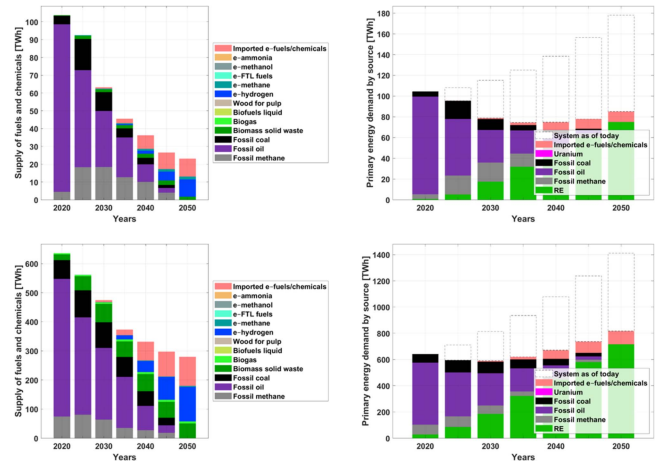 Supply of fuels and chemicals [TWh]
100
90
80
70
60
50
40
30
20
10
0
2020 2030 2040 2050
Years
Imported e-fuels/chemicals
e-ammonia
e-methanol
e-FTL fuels
e-methane
e-hydrogen
Wood for pulp
Biofuels liquid
Biogas
Biomass solid waste
Fossil coal
Fossil oil
Fossil methane
Primary energy demand by source [TWh]
180
160
140
120
100
80
60
40
20
0
2020 2030 2040 2050
Years
System as of today
Imported e-fuels/chemicals
Uranium
Fossil coal
Fossil oil
Fossil methane
RE
Supply of fuels and chemicals [TWh]
600
500
400
300
200
100
0
2020 2030 2040 2050
Years
Imported e-fuels/chemicals
e-ammonia
e-methanol
e-FTL fuels
e-methane
e-hydrogen
Wood for pulp
Biofuels liquid
Biogas
Biomass solid waste
Fossil coal
Fossil oil
Fossil methane
Primary energy demand by source [TWh]
1400
1200
1000
800
600
400
200
0
2020 2030 2040 2050
Years
System as of today
Imported e-fuels/chemicals
Uranium
Fossil coal
Fossil oil
Fossil methane
RE